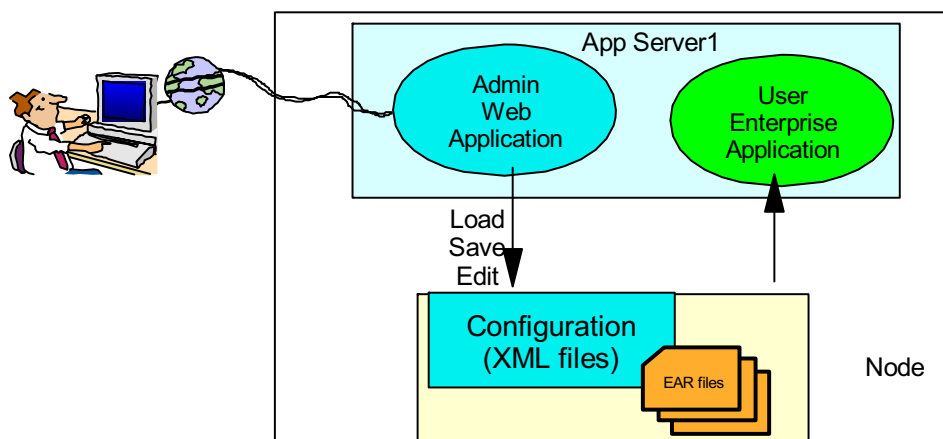 App Server1
Admin
Web
Application
User
Enterprise
Application
Load
Save
Edit
Configuration
(XML files)
EAR files
Node